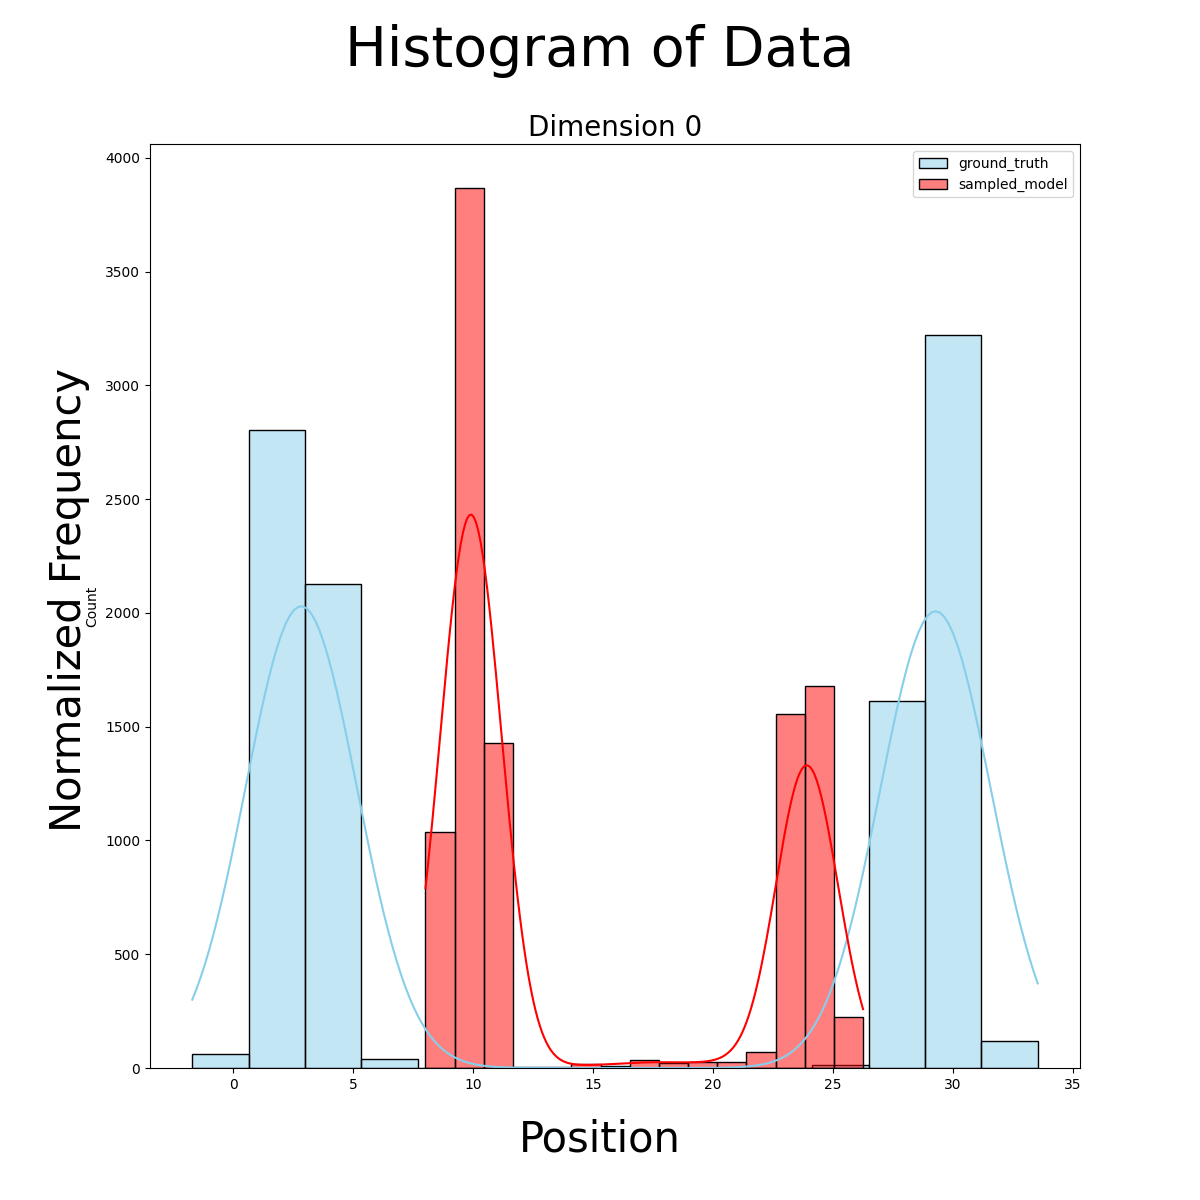 Histogram of Data
Dimension 0
ground_truth
sampled_model
Normalized Frequency
Count
4000
3500
3000
2500
2000
1500
1000
500
0
0 5 10 15 20 25 30 35
Position